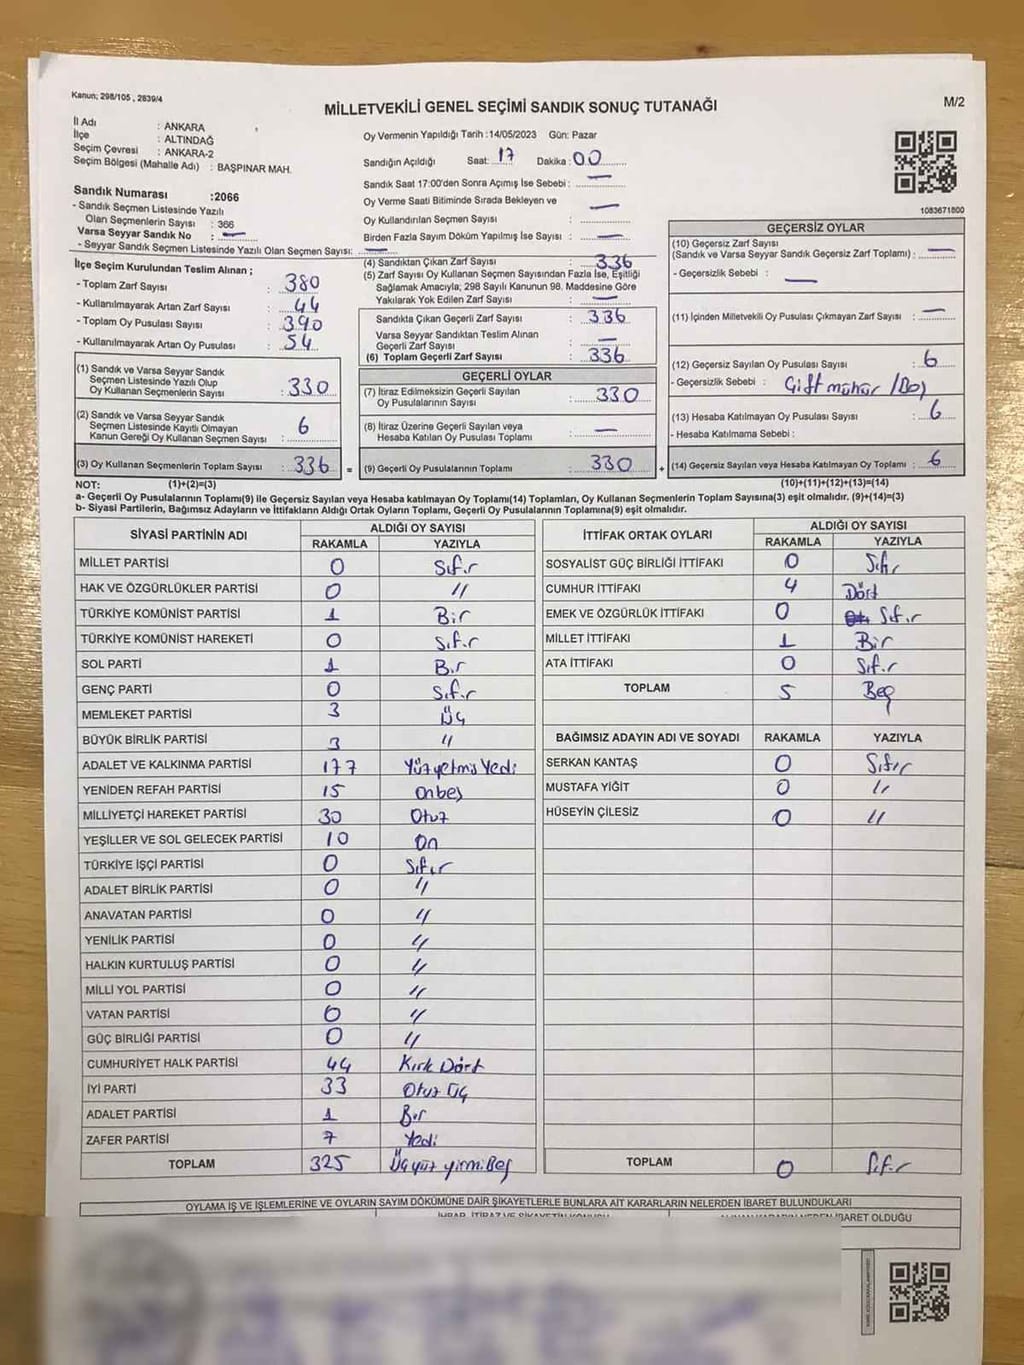 Kanun; 298/105 , 2839/4
MİLLETVEKİLİ GENEL SEÇİMİ SANDIK SONUÇ TUTANAĞI
M/2
İl Adı : ANKARA
İlçe : ALTINDAĞ
Seçim Çevresi : ANKARA-2
Seçim Bölgesi (Mahalle Adı) : BAŞPINAR MAH.
Sandık Numarası :2066
- Sandık Seçmen Listesinde Yazılı
Olan Seçmenlerin Sayısı : 366
Varsa Seyyar Sandık No : —
- Seyyar Sandık Seçmen Listesinde Yazılı Olan Seçmen Sayısı: —
Oy Vermenin Yapıldığı Tarih :14/05/2023 Gün: Pazar
Sandığın Açıldığı Saat: 17 Dakika : 00
Sandık Saat 17:00'den Sonra Açımış İse Sebebi : —
Oy Verme Saati Bitiminde Sırada Bekleyen ve
Oy Kullandırılan Seçmen Sayısı : —
Birden Fazla Sayım Döküm Yapılmış İse Sayısı : —
1083671800
İlçe Seçim Kurulundan Teslim Alınan ;
- Toplam Zarf Sayısı : 380
- Kullanılmayarak Artan Zarf Sayısı : 44
- Toplam Oy Pusulası Sayısı : 390
- Kullanılmayarak Artan Oy Pusulası : 54
(1) Sandık ve Varsa Seyyar Sandık
Seçmen Listesinde Yazılı Olup
Oy Kullanan Seçmenlerin Sayısı : 330
(2) Sandık ve Varsa Seyyar Sandık
Seçmen Listesinde Kayıtlı Olmayan
Kanun Gereği Oy Kullanan Seçmen Sayısı : 6
(3) Oy Kullanan Seçmenlerin Toplam Sayısı : 336
(4) Sandıktan Çıkan Zarf Sayısı : 336
(5) Zarf Sayısı Oy Kullanan Seçmen Sayısından Fazla İse, Eşitliği
Sağlamak Amacıyla; 298 Sayılı Kanunun 98. Maddesine Göre
Yakılarak Yok Edilen Zarf Sayısı : —
Sandıkta Çıkan Geçerli Zarf Sayısı : 336
Varsa Seyyar Sandıktan Teslim Alınan
Geçerli Zarf Sayısı : —
(6) Toplam Geçerli Zarf Sayısı : 336
GEÇERLİ OYLAR
(7) İtiraz Edilmeksizin Geçerli Sayılan
Oy Pusulalarının Sayısı : 330
(8) İtiraz Üzerine Geçerli Sayılan veya
Hesaba Katılan Oy Pusulası Toplamı : —
= (9) Geçerli Oy Pusulalarının Toplamı : 330
GEÇERSİZ OYLAR
(10) Geçersiz Zarf Sayısı
(Sandık ve Varsa Seyyar Sandık Geçersiz Zarf Toplamı) : —
- Geçersizlik Sebebi : —
(11) İçinden Milletvekili Oy Pusulası Çıkmayan Zarf Sayısı : —
(12) Geçersiz Sayılan Oy Pusulası Sayısı : 6
- Geçersizlik Sebebi : Çift mühür / Boş
(13) Hesaba Katılmayan Oy Pusulası Sayısı : 6
- Hesaba Katılmama Sebebi :
+ (14) Geçersiz Sayılan veya Hesaba Katılmayan Oy Toplamı : 6
NOT: (1)+(2)=(3) (10)+(11)+(12)+(13)=(14)
a- Geçerli Oy Pusulalarının Toplamı(9) ile Geçersiz Sayılan veya Hesaba katılmayan Oy Toplamı(14) Toplamları, Oy Kullanan Seçmenlerin Toplam Sayısına(3) eşit olmalıdır. (9)+(14)=(3)
b- Siyasi Partilerin, Bağımsız Adayların ve İttifakların Aldığı Ortak Oyların Toplamı, Geçerli Oy Pusulalarının Toplamına(9) eşit olmalıdır.
SİYASİ PARTİNİN ADI ALDIĞI OY SAYISI
RAKAMLA YAZIYLA
MİLLET PARTİSİ 0 Sıfır
HAK VE ÖZGÜRLÜKLER PARTİSİ 0 "
TÜRKİYE KOMÜNİST PARTİSİ 1 Bir
TÜRKİYE KOMÜNİST HAREKETİ 0 Sıfır
SOL PARTİ 1 Bir
GENÇ PARTİ 0 Sıfır
MEMLEKET PARTİSİ 3 Üç
BÜYÜK BİRLİK PARTİSİ 3 "
ADALET VE KALKINMA PARTİSİ 177 Yüzyetmiş Yedi
YENİDEN REFAH PARTİSİ 15 Onbeş
MİLLİYETÇİ HAREKET PARTİSİ 30 Otuz
YEŞİLLER VE SOL GELECEK PARTİSİ 10 On
TÜRKİYE İŞÇİ PARTİSİ 0 Sıfır
ADALET BİRLİK PARTİSİ 0 "
ANAVATAN PARTİSİ 0 "
YENİLİK PARTİSİ 0 "
HALKIN KURTULUŞ PARTİSİ 0 "
MİLLİ YOL PARTİSİ 0 "
VATAN PARTİSİ 0 "
GÜÇ BİRLİĞİ PARTİSİ 0 "
CUMHURİYET HALK PARTİSİ 44 Kırk Dört
İYİ PARTİ 33 Otuz Üç
ADALET PARTİSİ 1 Bir
ZAFER PARTİSİ 7 Yedi
TOPLAM 325 Üçyüz yirmi Beş
İTTİFAK ORTAK OYLARI ALDIĞI OY SAYISI
RAKAMLA YAZIYLA
SOSYALİST GÜÇ BİRLİĞİ İTTİFAKI 0 Sıfır
CUMHUR İTTİFAKI 4 Dört
EMEK VE ÖZGÜRLÜK İTTİFAKI 0 Sıfır
MİLLET İTTİFAKI 1 Bir
ATA İTTİFAKI 0 Sıfır
TOPLAM 5 Beş
BAĞIMSIZ ADAYIN ADI VE SOYADI RAKAMLA YAZIYLA
SERKAN KANTAŞ 0 Sıfır
MUSTAFA YİĞİT 0 "
HÜSEYİN ÇİLESİZ 0 "
TOPLAM 0 Sıfır
OYLAMA İŞ VE İŞLEMLERİNE VE OYLARIN SAYIM DÖKÜMÜNE DAİR ŞİKAYETLERLE BUNLARA AİT KARARLARIN NELERDEN İBARET BULUNDUKLARI
İHBAR, İTİRAZ VE ŞİKAYETİN KONUSU İBARET OLDUĞU